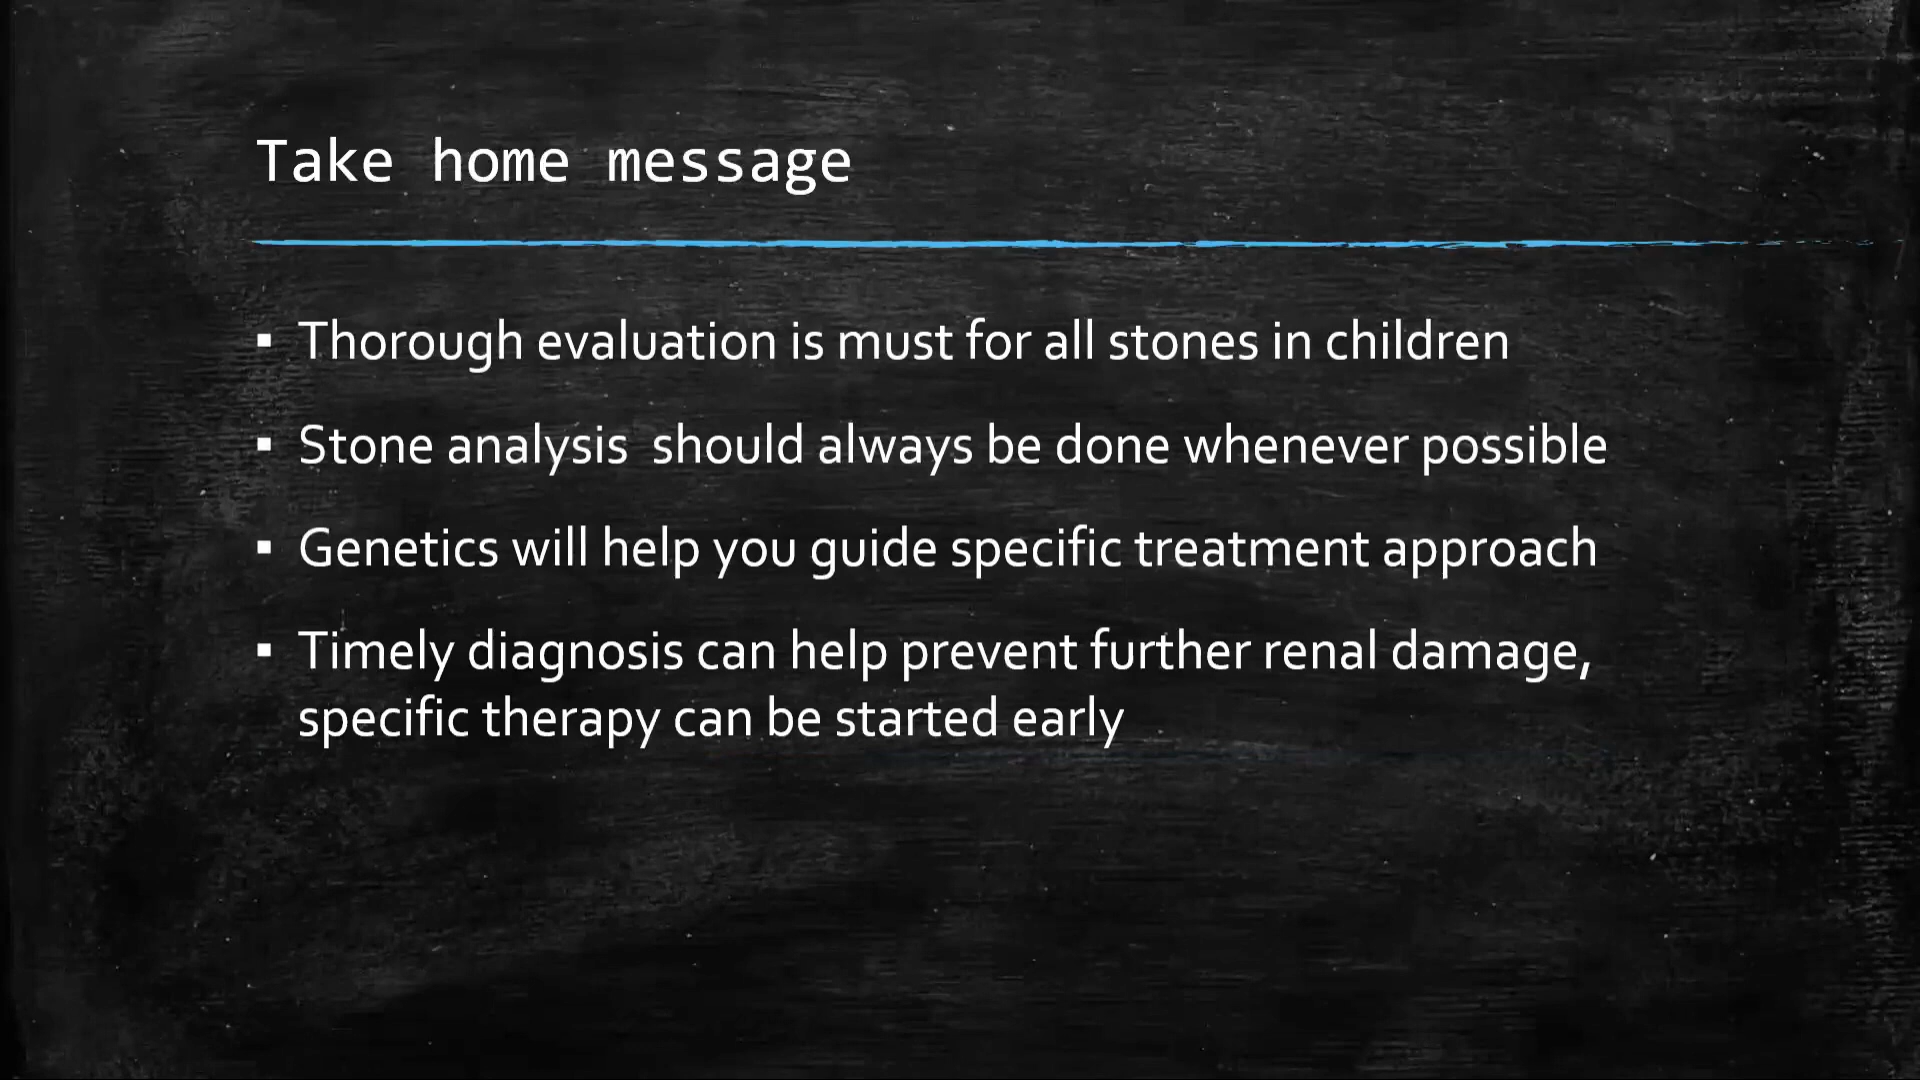 Take home message
▪ Thorough evaluation is must for all stones in children
▪ Stone analysis  should always be done whenever possible
▪ Genetics will help you guide specific treatment approach
▪ Timely diagnosis can help prevent further renal damage,
specific therapy can be started early